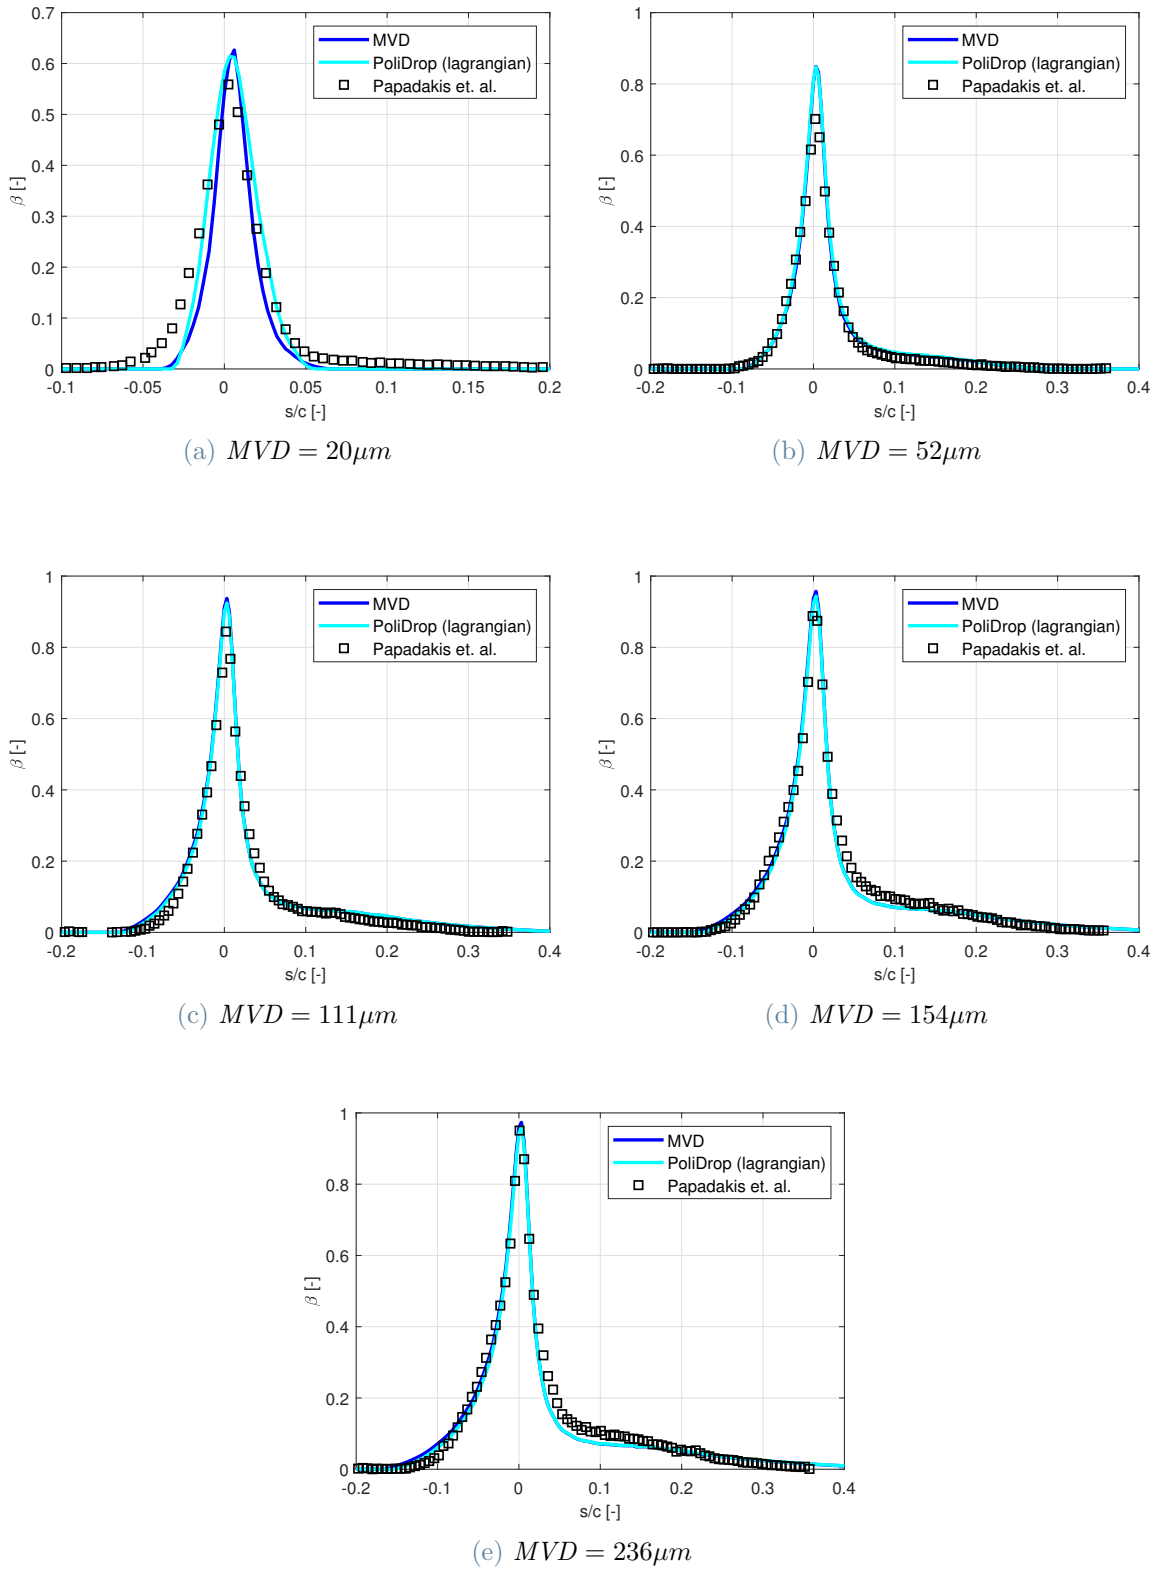 0.7
0.6
0.5
0.4
0.3
0.2
0.1
0
β [-]
MVD
PoliDrop (lagrangian)
Papadakis et. al.
-0.1 -0.05 0 0.05 0.1 0.15 0.2
s/c [-]
(a) MVD = 20μm
1
0.8
0.6
0.4
0.2
0
β [-]
MVD
PoliDrop (lagrangian)
Papadakis et. al.
-0.2 -0.1 0 0.1 0.2 0.3 0.4
s/c [-]
(b) MVD = 52μm
1
0.8
0.6
0.4
0.2
0
β [-]
MVD
PoliDrop (lagrangian)
Papadakis et. al.
-0.2 -0.1 0 0.1 0.2 0.3 0.4
s/c [-]
(c) MVD = 111μm
1
0.8
0.6
0.4
0.2
0
β [-]
MVD
PoliDrop (lagrangian)
Papadakis et. al.
-0.2 -0.1 0 0.1 0.2 0.3 0.4
s/c [-]
(d) MVD = 154μm
1
0.8
0.6
0.4
0.2
0
β [-]
MVD
PoliDrop (lagrangian)
Papadakis et. al.
-0.2 -0.1 0 0.1 0.2 0.3 0.4
s/c [-]
(e) MVD = 236μm